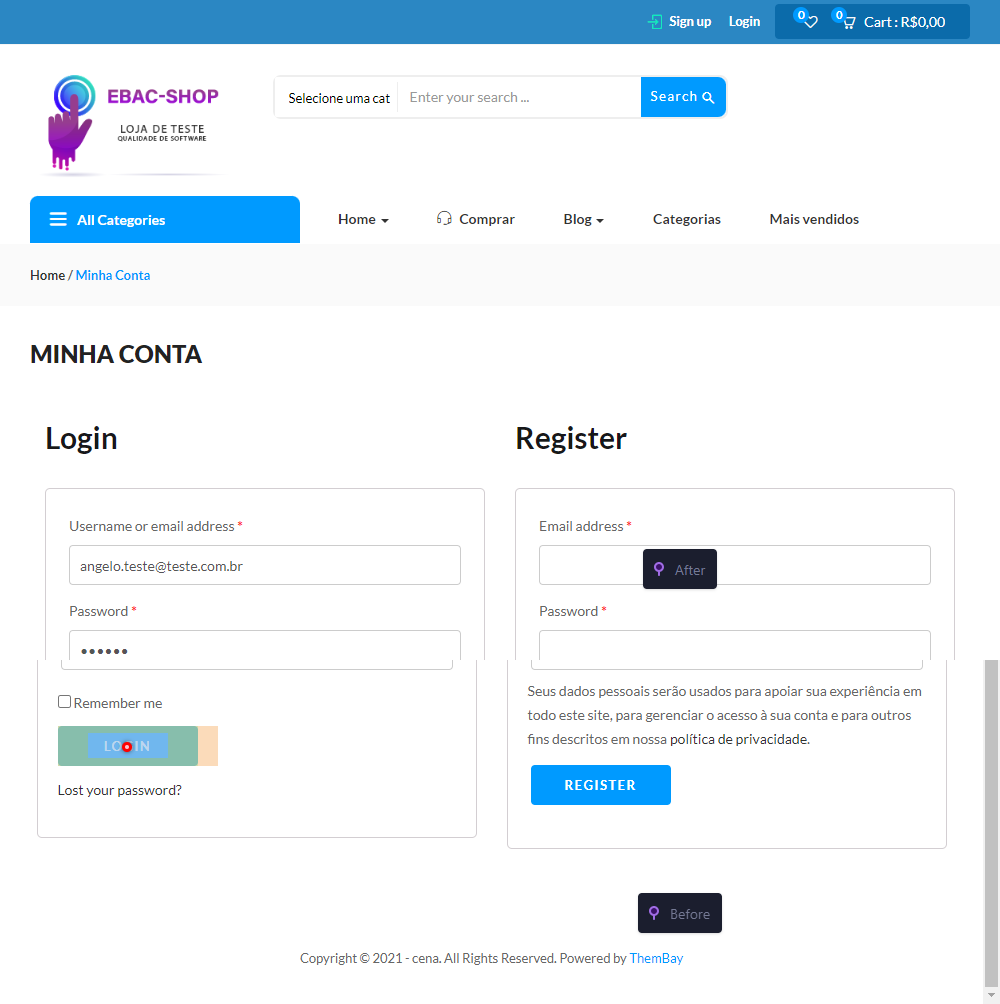 Sign up Login 0 0 Cart : R$0,00
EBAC-SHOP
LOJA DE TESTE
QUALIDADE DE SOFTWARE
Selecione uma cat Enter your search ... Search
All Categories Home Comprar Blog Categorias Mais vendidos
Home / Minha Conta
MINHA CONTA
Login
Username or email address *
angelo.teste@teste.com.br
Password *
••••••
Remember me
LOGIN
Lost your password?
Register
Email address *
After
Password *
Seus dados pessoais serão usados para apoiar sua experiência em
todo este site, para gerenciar o acesso à sua conta e para outros
fins descritos em nossa política de privacidade.
REGISTER
Before
Copyright © 2021 - cena. All Rights Reserved. Powered by ThemBay